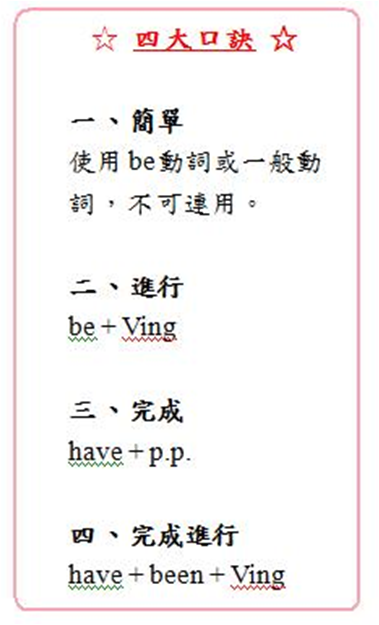 ☆ 四大口訣 ☆
一、簡單
使用 be動詞或一般動
詞，不可連用。
二、進行
be + Ving
三、完成
have + p.p.
四、完成進行
have + been + Ving